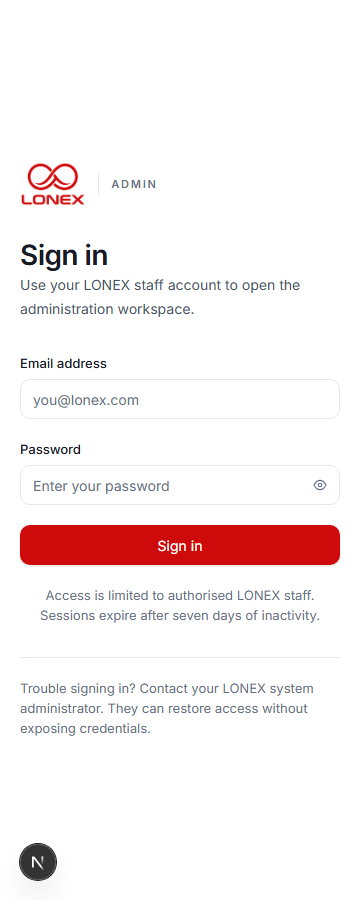 LONEX
ADMIN
Sign in
Use your LONEX staff account to open the
administration workspace.
Email address
you@lonex.com
Password
Enter your password
Sign in
Access is limited to authorised LONEX staff.
Sessions expire after seven days of inactivity.
Trouble signing in? Contact your LONEX system
administrator. They can restore access without
exposing credentials.
N